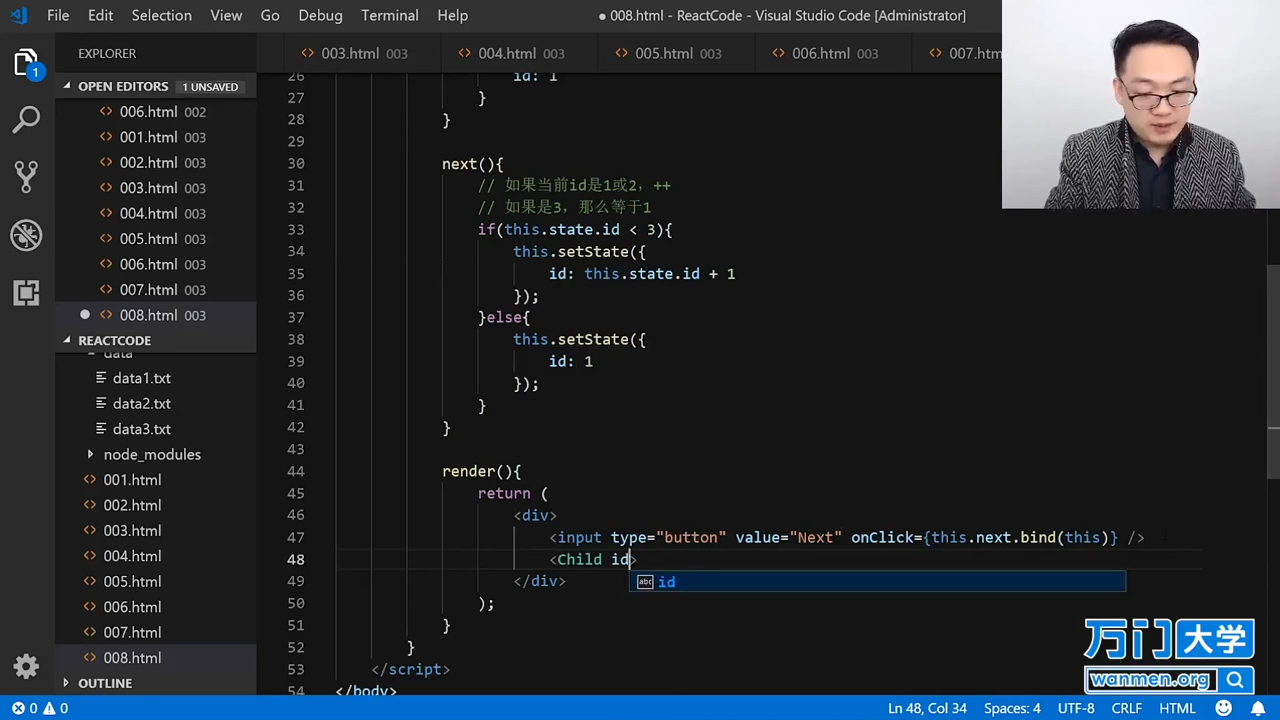 File Edit Selection View Go Debug Terminal Help
● 008.html - ReactCode - Visual Studio Code [Administrator]
EXPLORER
003.html 003
004.html 003
005.html 003
006.html 003
007.htm
OPEN EDITORS 1 UNSAVED
006.html 002
001.html 003
002.html 003
003.html 003
004.html 003
005.html 003
006.html 003
007.html 003
008.html 003
REACTCODE
data
data1.txt
data2.txt
data3.txt
node_modules
001.html
002.html
003.html
004.html
005.html
006.html
007.html
008.html
OUTLINE
1
26 id: 1
27 }
28 }
29
30 next(){
31 // 如果当前id是1或2，++
32 // 如果是3，那么等于1
33 if(this.state.id < 3){
34 this.setState({
35 id: this.state.id + 1
36 });
37 }else{
38 this.setState({
39 id: 1
40 });
41 }
42 }
43
44 render(){
45 return (
46 <div>
47 <input type="button" value="Next" onClick={this.next.bind(this)} />
48 <Child id>
abc id
49 </div>
50 );
51 }
52 }
53 </script>
54 </body>
万门大学
wanmen.org
0 0 Ln 48, Col 34 Spaces: 4 UTF-8 CRLF HTML